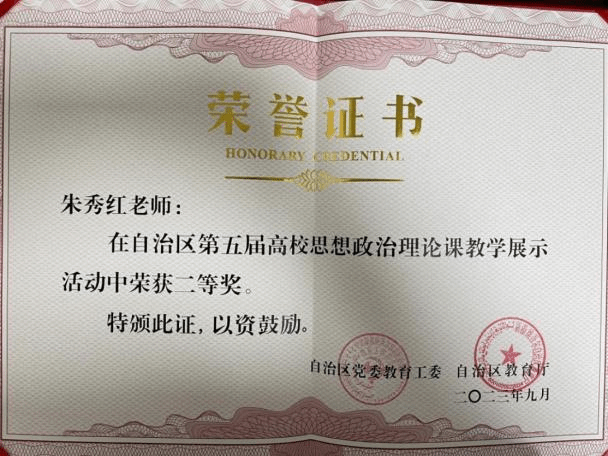 荣誉证书
HONORARY CREDENTIAL
朱秀红老师：
在自治区第五届高校思想政治理论课教学展示
活动中荣获二等奖。
特颁此证，以资鼓励。
自治区党委教育工委 自治区教育厅
二〇二三年九月